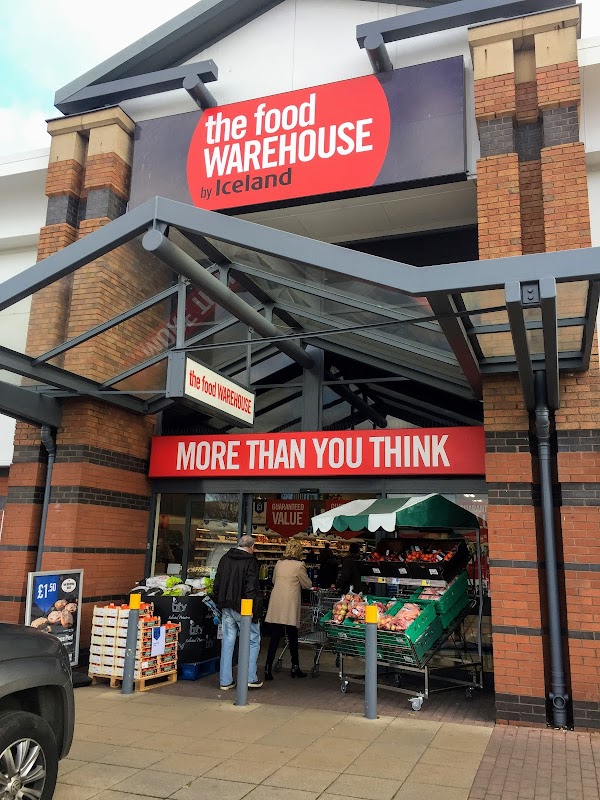 the food
WAREHOUSE
by Iceland
the food WAREHOUSE
MORE THAN YOU THINK
GUARANTEED
VALUE
£1.50